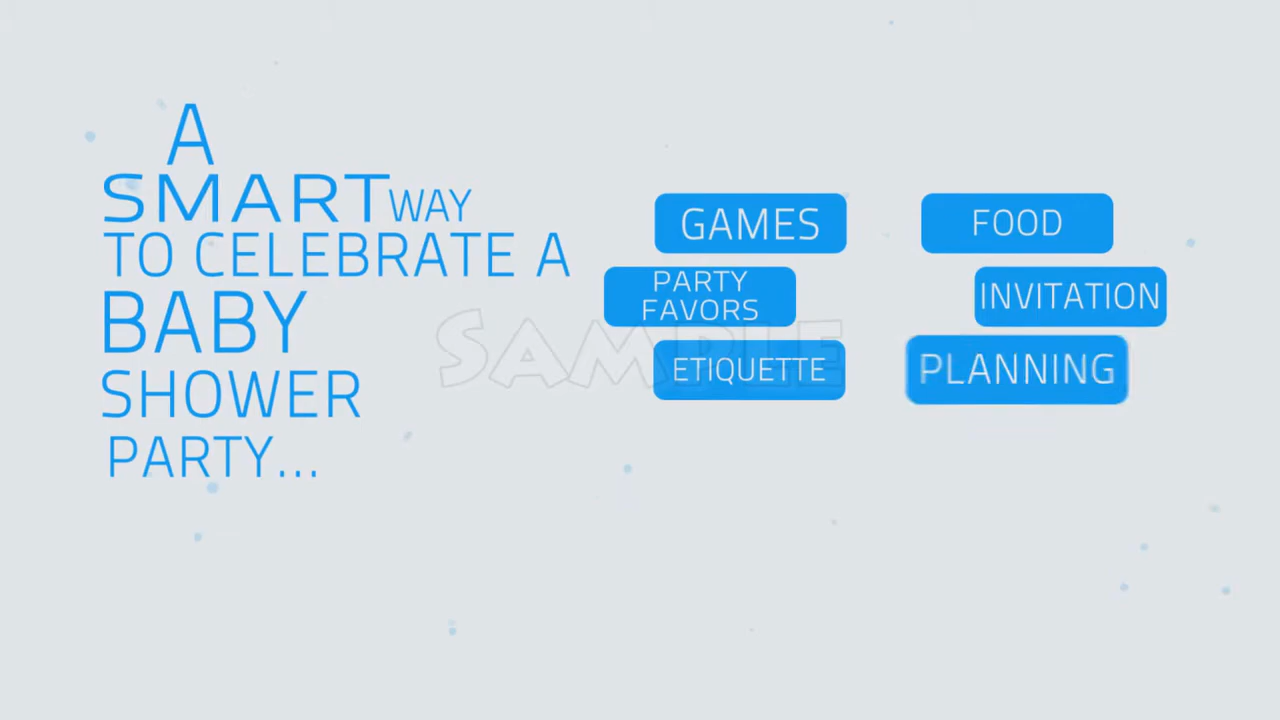 A
SMART WAY
TO CELEBRATE A
BABY
SHOWER
PARTY...
GAMES
FOOD
PARTY
FAVORS
INVITATION
ETIQUETTE
PLANNING
SAMPLE